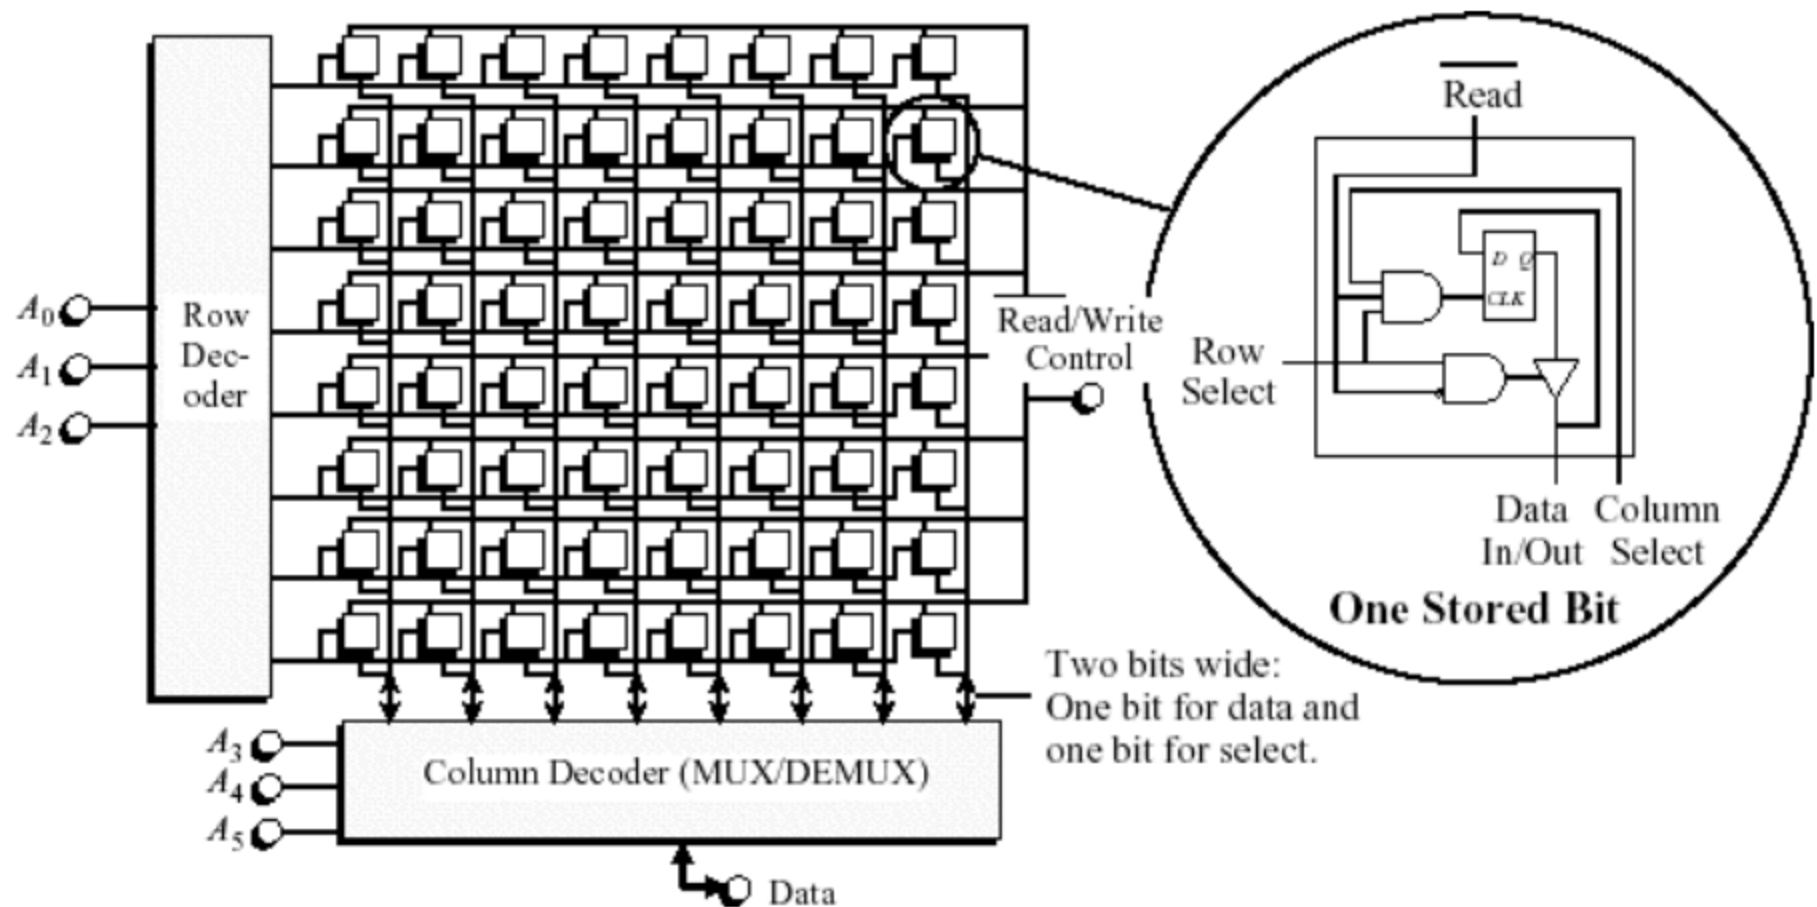 A0
A1
A2
Row
Dec-
oder
Read/Write
Control
A3
A4
A5
Column Decoder (MUX/DEMUX)
Data
Two bits wide:
One bit for data and
one bit for select.
Read
D Q
CLK
Row
Select
Data
In/Out
Column
Select
One Stored Bit